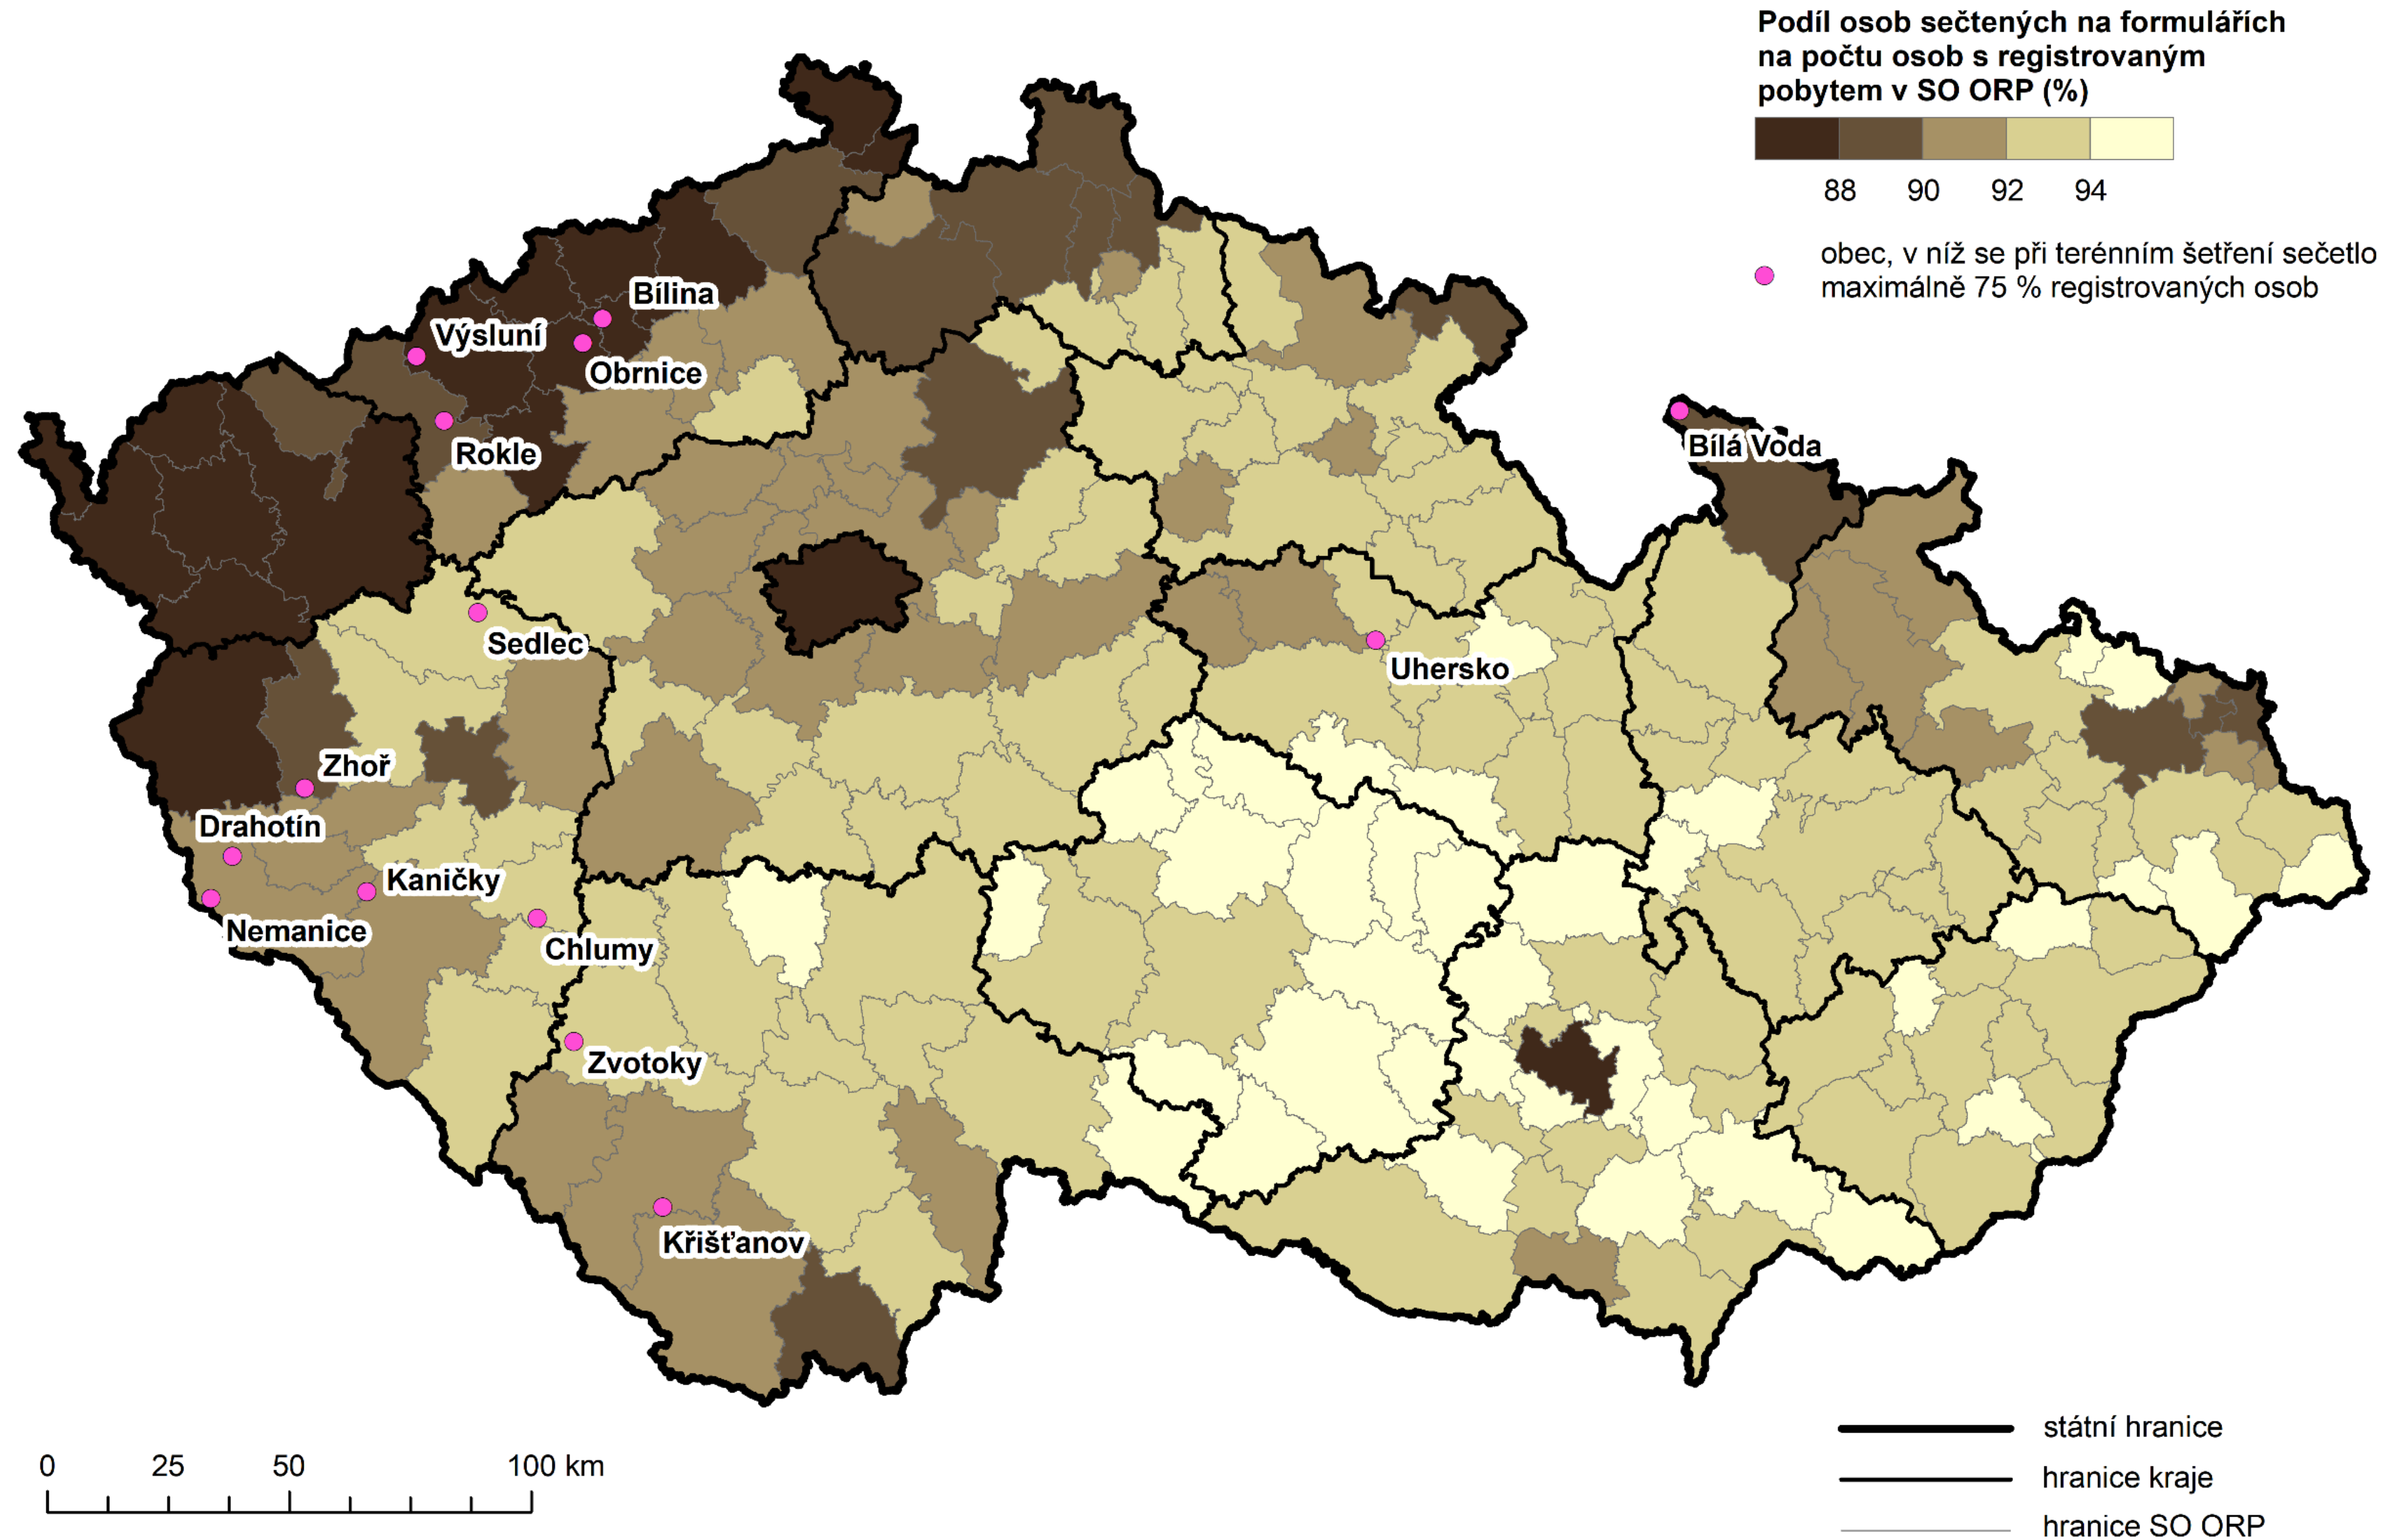 Podíl osob sečtených na formulářích
na počtu osob s registrovaným
pobytem v SO ORP (%)
88 90 92 94
obec, v níž se při terénním šetření sečetlo
maximálně 75 % registrovaných osob
Bílina
Výsluní
Obrnice
Rokle
Bílá Voda
Sedlec
Uhersko
Zhoř
Drahotín
Kaničky
Nemanice
Chlumy
Zvotoky
Křišťanov
státní hranice
hranice kraje
hranice SO ORP
0 25 50 100 km